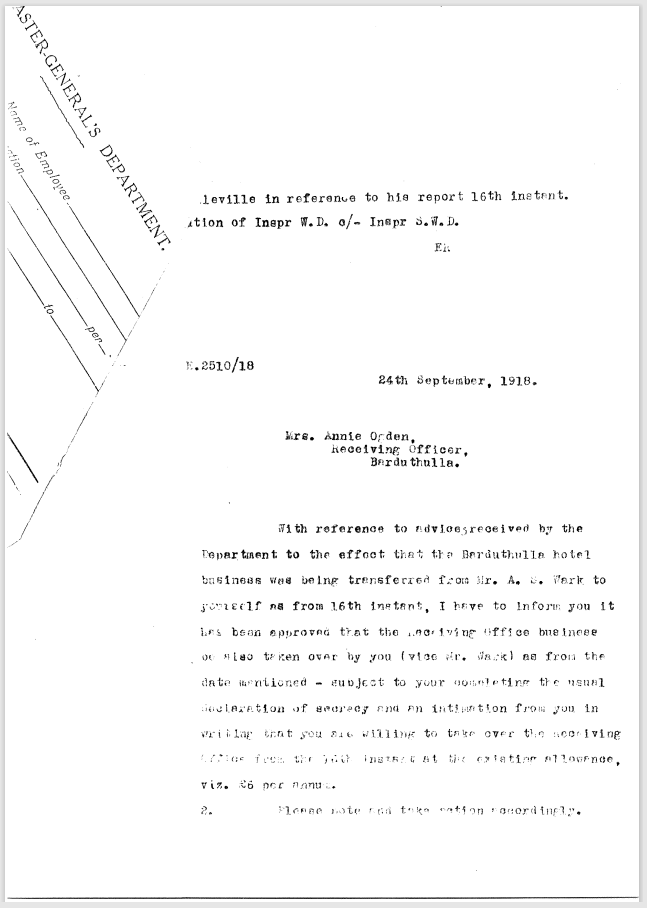 ASTER-GENERAL'S DEPARTMENT.
Name of Employee
ation
to
per
.leville in reference to his report 16th instant.
ation of Inspr W.D. c/- Inspr S.W.D.
ER
E.2510/18
24th September, 1918.
Mrs. Annie Ogden,
Receiving Officer,
Barduthulla.
With reference to advices received by the
Department to the effect that the Barduthulla hotel
business was being transferred from Mr. A. S. Wark to
yourself as from 16th instant, I have to inform you it
has been approved that the Receiving Office business
be also taken over by you (vice Mr. Wark) as from the
date mentioned - subject to your completing the usual
declaration of secrecy and an intimation from you in
writing that you are willing to take over the Receiving
Office from the 16th instant at the existing allowance,
viz. £6 per annum.
2. Please note and take action accordingly.